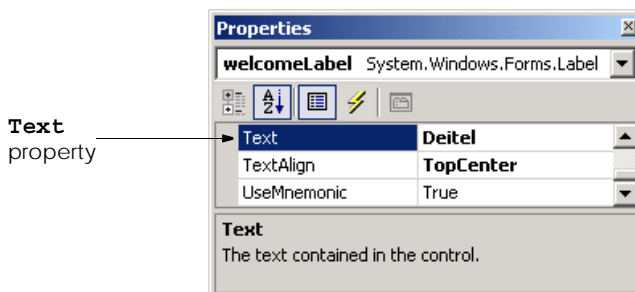 Properties
welcomeLabel System.Windows.Forms.Label
Text property
Text Deitel
TextAlign TopCenter
UseMnemonic True
Text
The text contained in the control.